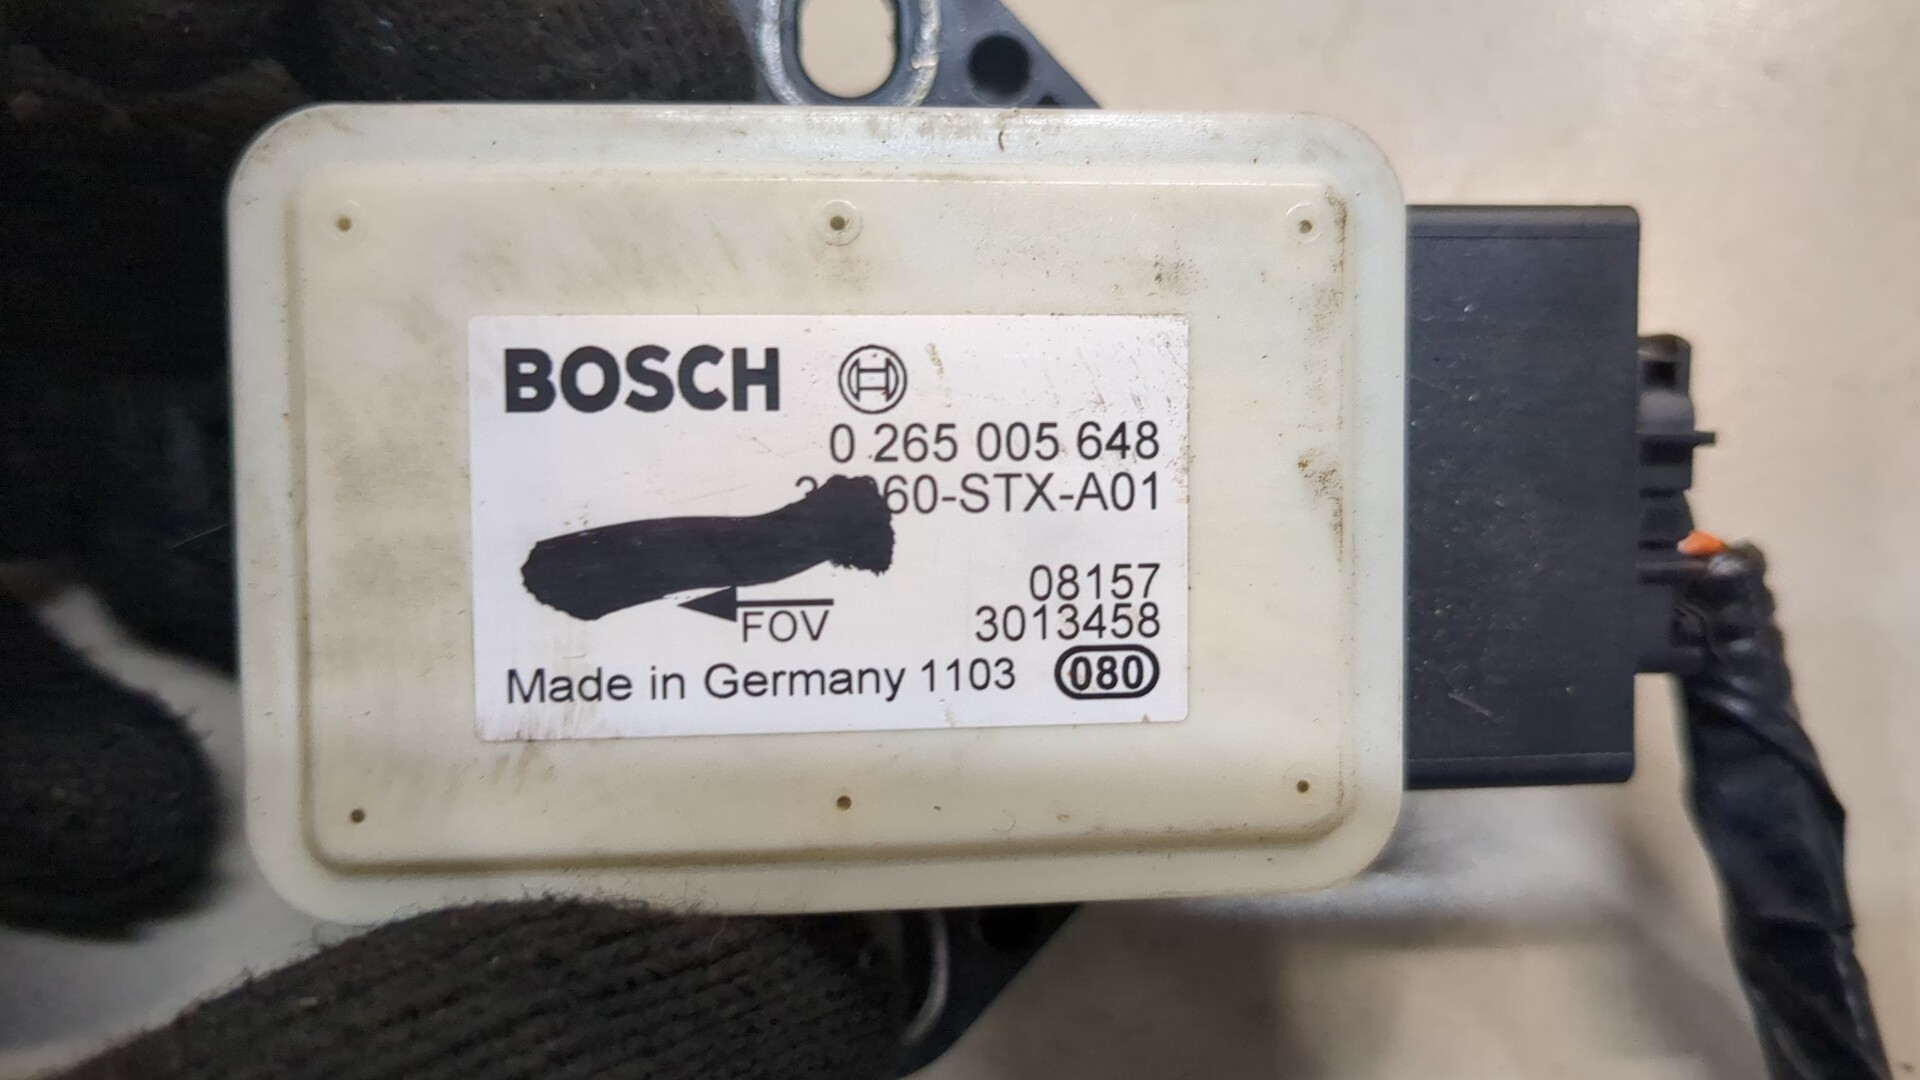 BOSCH
0 265 005 648
60-STX-A01
08157
FOV
3013458
Made in Germany 1103 080